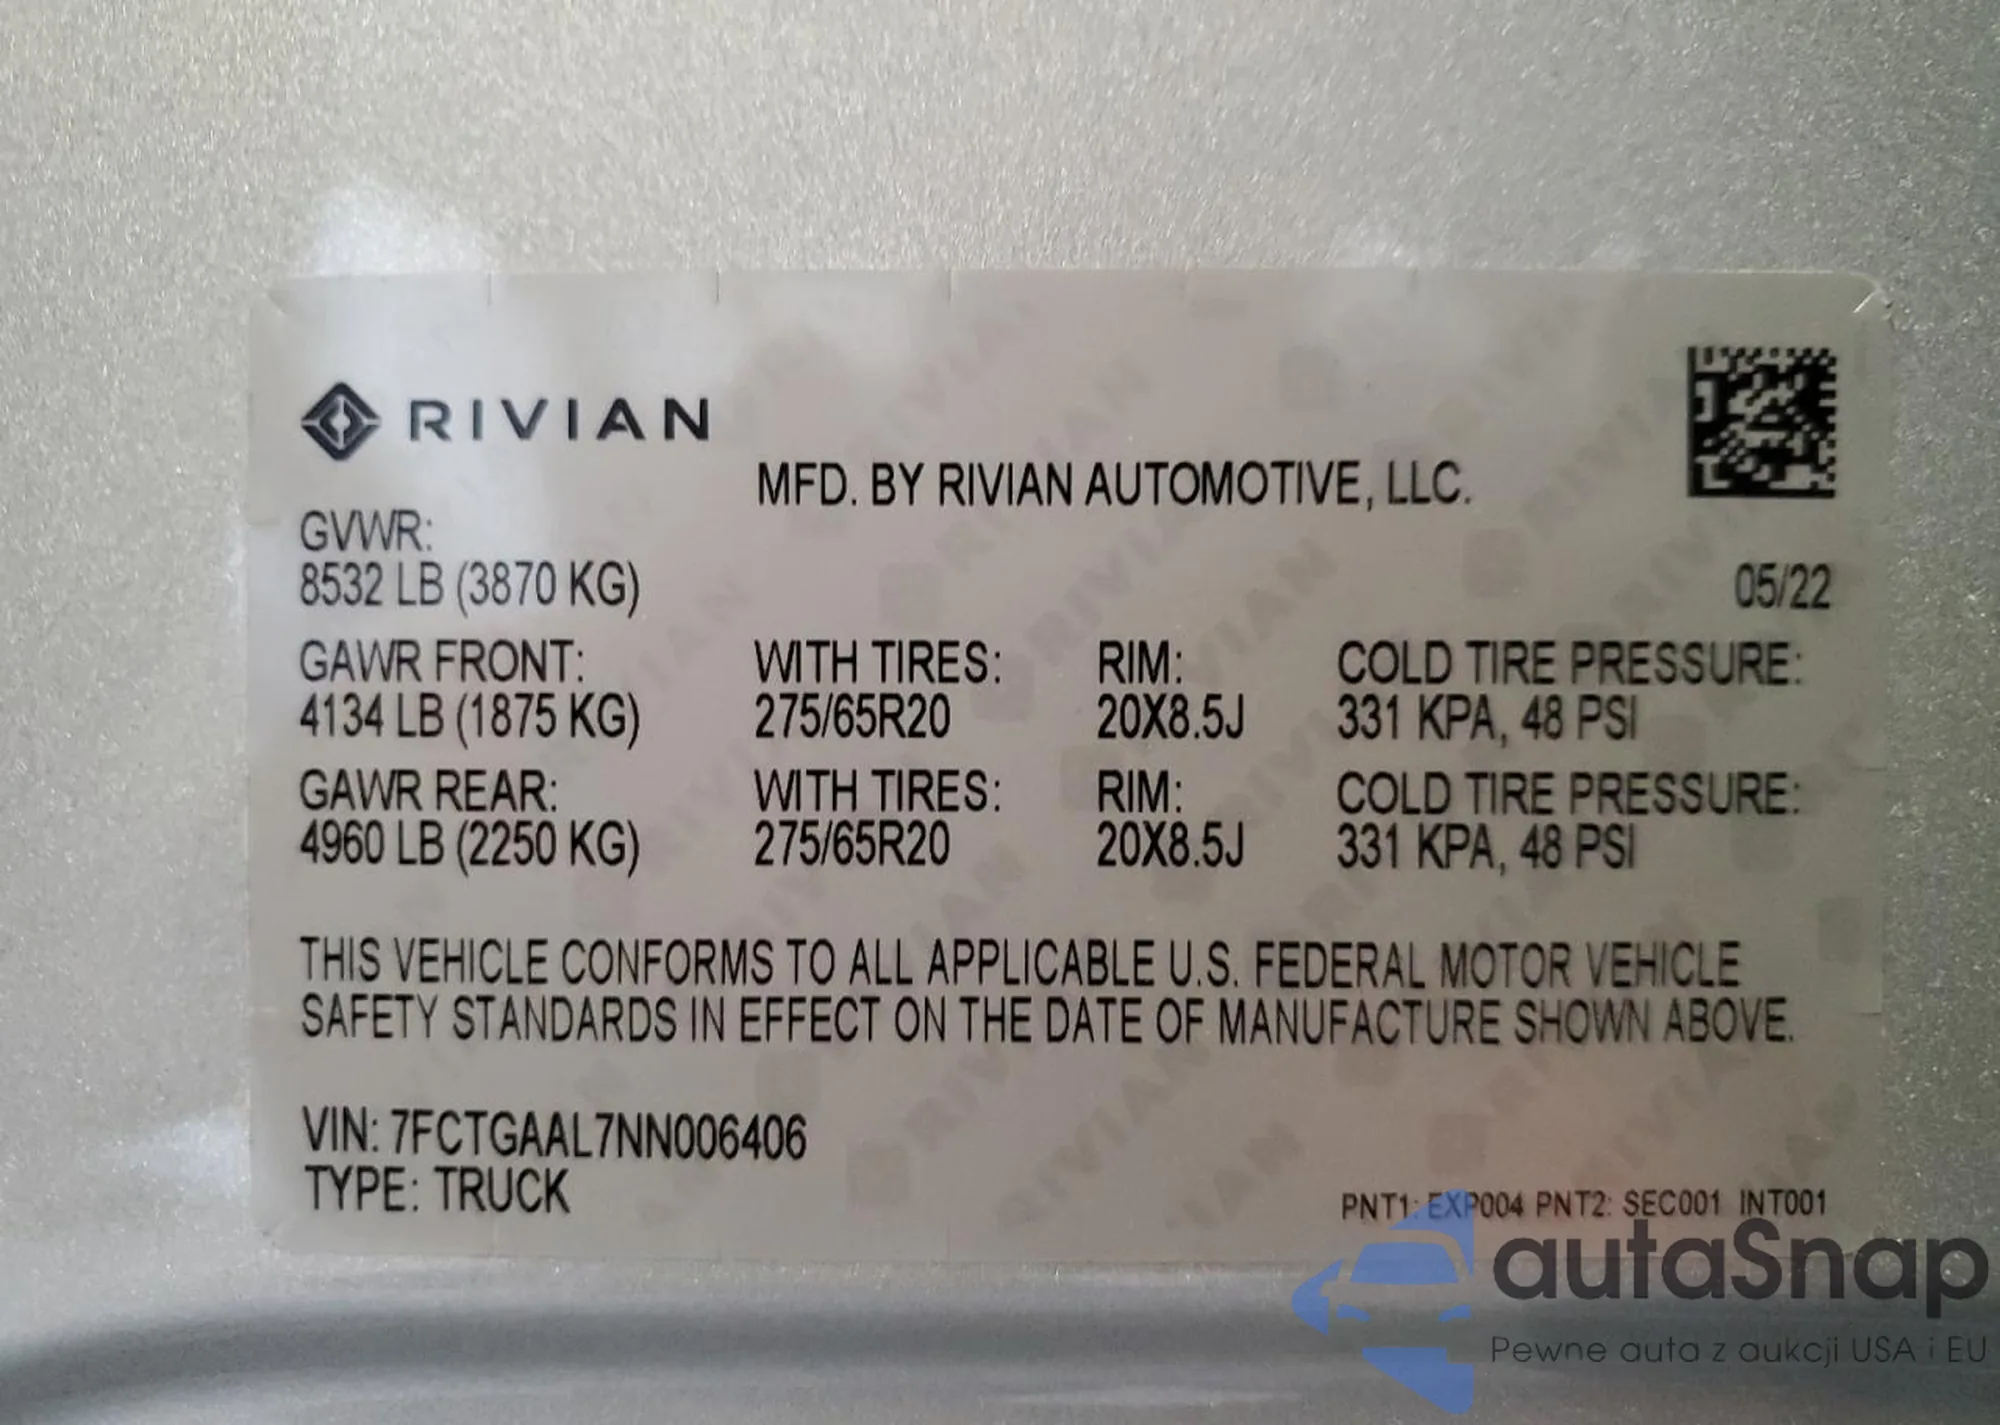 RIVIAN
MFD. BY RIVIAN AUTOMOTIVE, LLC.
GVWR:
8532 LB (3870 KG)
05/22
GAWR FRONT: WITH TIRES: RIM: COLD TIRE PRESSURE:
4134 LB (1875 KG) 275/65R20 20X8.5J 331 KPA, 48 PSI
GAWR REAR: WITH TIRES: RIM: COLD TIRE PRESSURE:
4960 LB (2250 KG) 275/65R20 20X8.5J 331 KPA, 48 PSI
THIS VEHICLE CONFORMS TO ALL APPLICABLE U.S. FEDERAL MOTOR VEHICLE
SAFETY STANDARDS IN EFFECT ON THE DATE OF MANUFACTURE SHOWN ABOVE.
VIN: 7FCTGAAL7NN006406
TYPE: TRUCK
PNT1: EXP004 PNT2: SEC001 INT001
autaSnap
Pewne auta z aukcji USA i EU